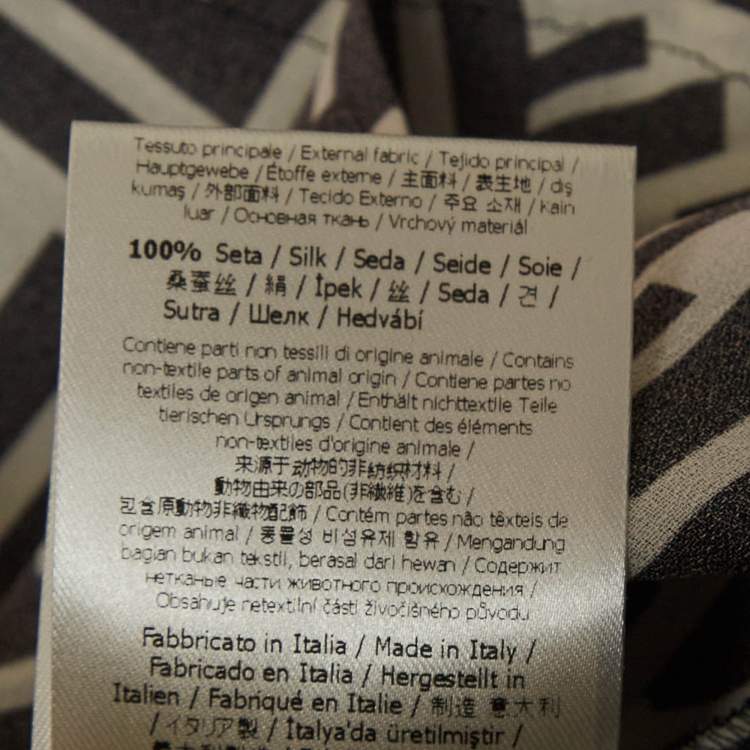 Tessuto principale / External fabric / Tejido principal /
Hauptgewebe / Étoffe externe / 主面料 / 表生地 / dış
kumaş / 外部面料 / Tecido Externo / 주요 소재 / Kain
luar / Основная ткань / Vrchový materiál
100% Seta / Silk / Seda / Seide / Soie /
桑蚕丝 / 絹 / İpek / 丝 / Seda / 견 /
Sutra / Шелк / Hedvábí
Contiene parti non tessili di origine animale / Contains
non-textile parts of animal origin / Contiene partes no
textiles de origen animal / Enthält nichttextile Teile
tierischen Ursprungs / Contient des éléments
non-textiles d'origine animale /
来源于动物的非纺织材料 /
動物由来の部品(非繊維)を含む /
包含原動物非織物配飾 / Contém partes não têxteis de
origem animal / 동물성 비섬유제 함유 / Mengandung
bagian bukan tekstil, berasal dari hewan / Содержит
нетканые части животного происхождения /
Obsahuje netextilní části živočišného původu
Fabbricato in Italia / Made in Italy /
Fabricado en Italia / Hergestellt in
Italien / Fabriqué en Italie / 制造 意大利
/ イタリア製 / İtalya'da üretilmiştir /